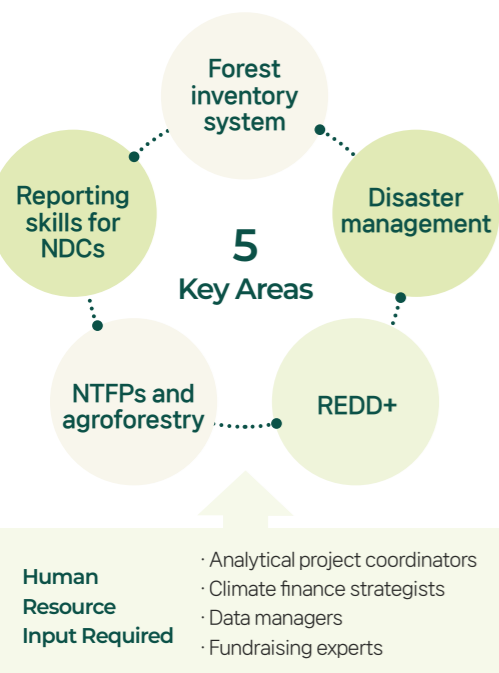 Forest
inventory
system
Reporting
skills for
NDCs
Disaster
management
5
Key Areas
NTFPs and
agroforestry
REDD+
Human
Resource
Input Required
· Analytical project coordinators
· Climate finance strategists
· Data managers
· Fundraising experts